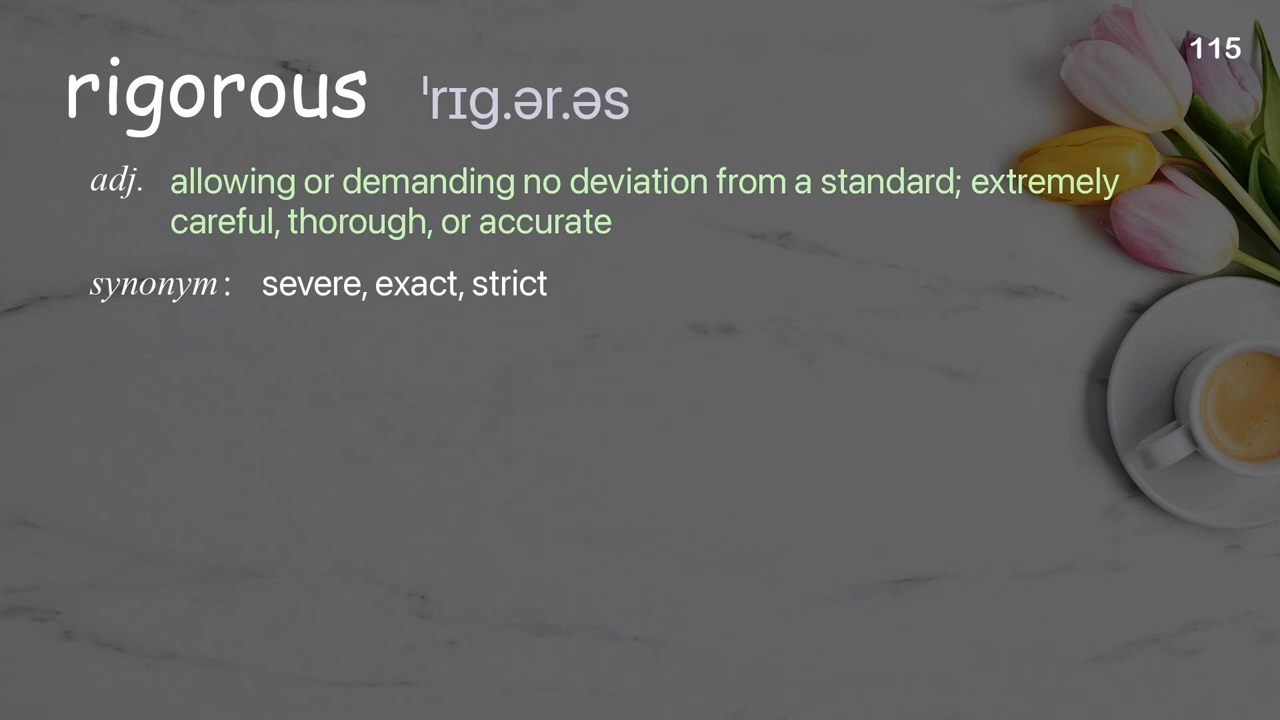 115
rigorous ˈrɪg.ər.əs
adj. allowing or demanding no deviation from a standard; extremely
careful, thorough, or accurate
synonym: severe, exact, strict